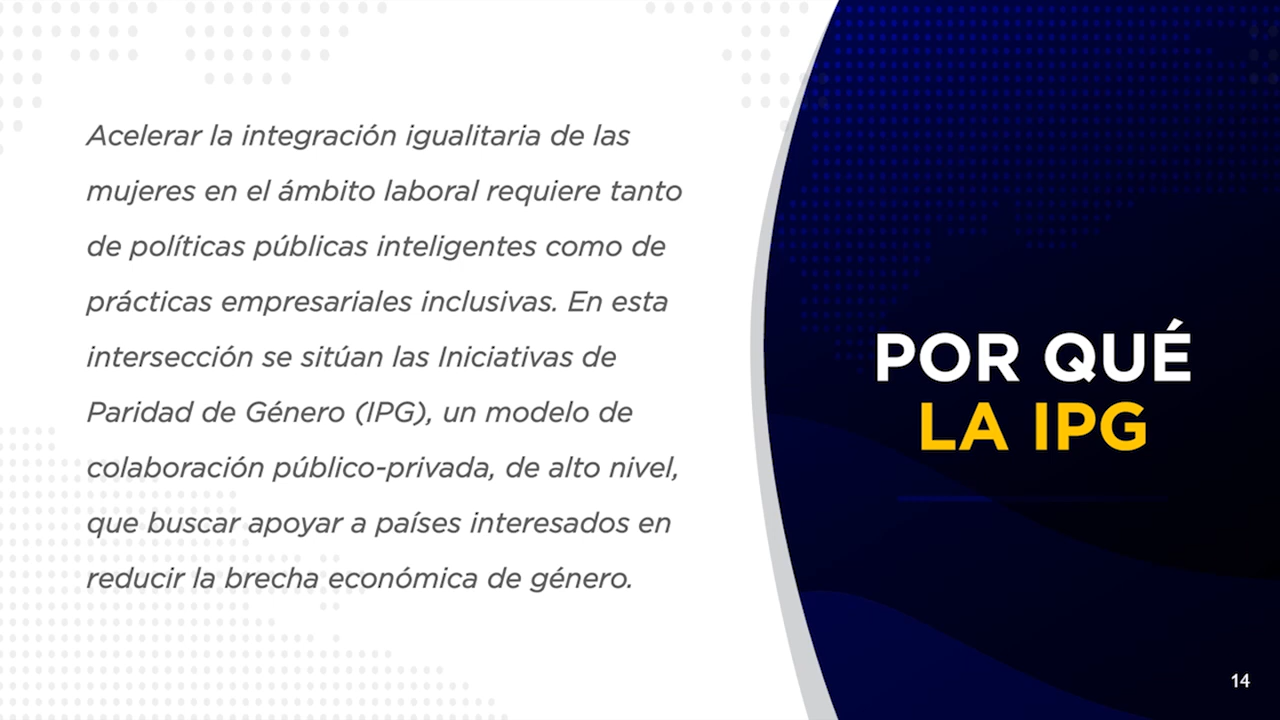 Acelerar la integración igualitaria de las
mujeres en el ámbito laboral requiere tanto
de políticas públicas inteligentes como de
prácticas empresariales inclusivas. En esta
intersección se sitúan las Iniciativas de
Paridad de Género (IPG), un modelo de
colaboración público-privada, de alto nivel,
que buscar apoyar a países interesados en
reducir la brecha económica de género.
POR QUÉ
LA IPG
14